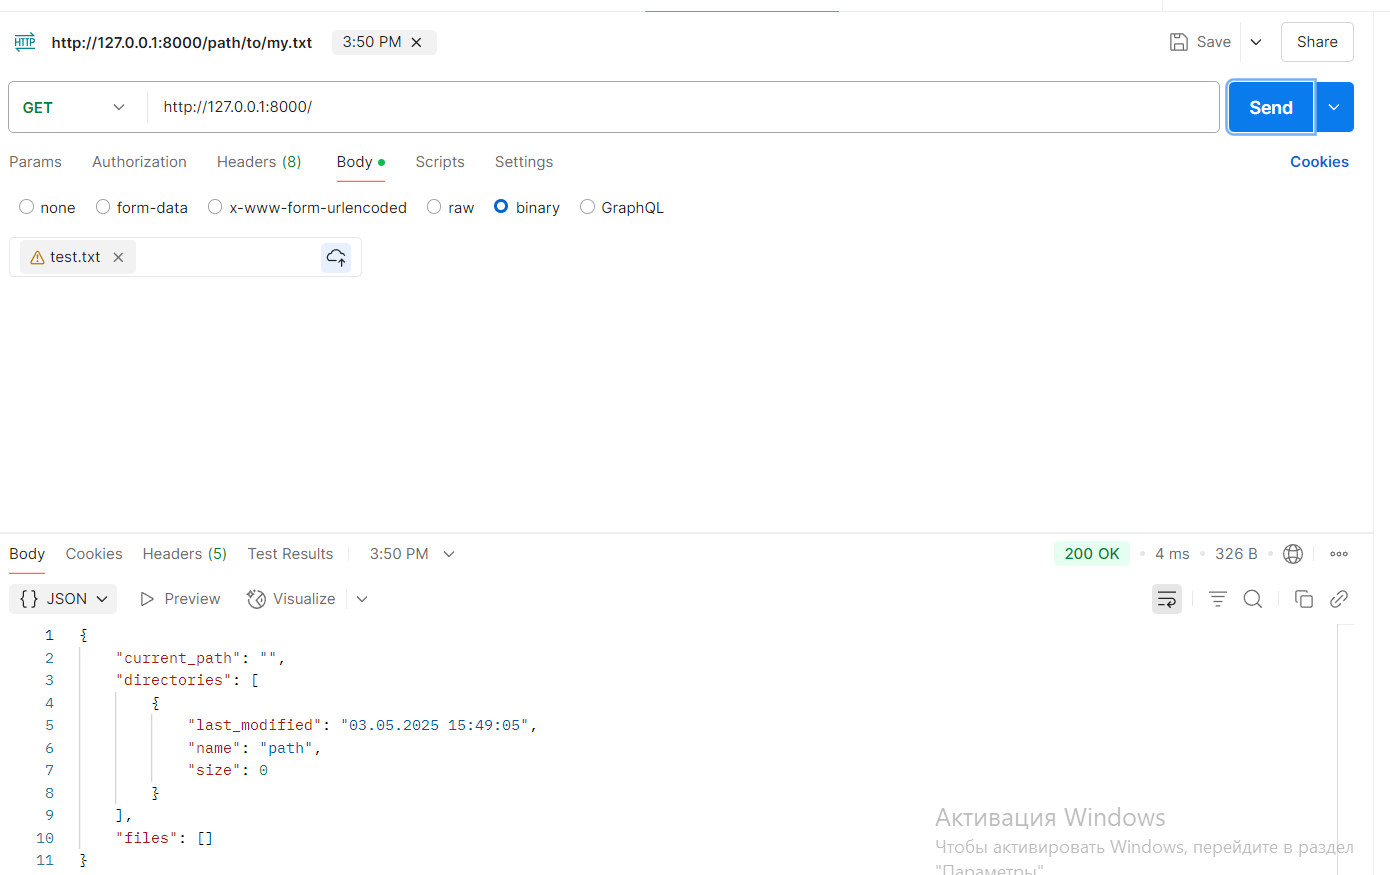 HTTP http://127.0.0.1:8000/path/to/my.txt 3:50 PM Save Share
GET http://127.0.0.1:8000/ Send
Params Authorization Headers (8) Body Scripts Settings Cookies
none form-data x-www-form-urlencoded raw binary GraphQL
test.txt
Body Cookies Headers (5) Test Results 3:50 PM 200 OK 4 ms 326 B
{} JSON Preview Visualize
1 {
2 "current_path": "",
3 "directories": [
4 {
5 "last_modified": "03.05.2025 15:49:05",
6 "name": "path",
7 "size": 0
8 }
9 ],
10 "files": []
11 }
Активация Windows
Чтобы активировать Windows, перейдите в раздел
"Параметры"